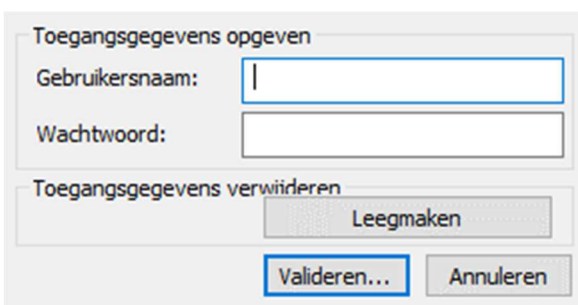 Toegangsgegevens opgeven
Gebruikersnaam:
Wachtwoord:
Toegangsgegevens verwijderen
Leegmaken
Valideren... Annuleren